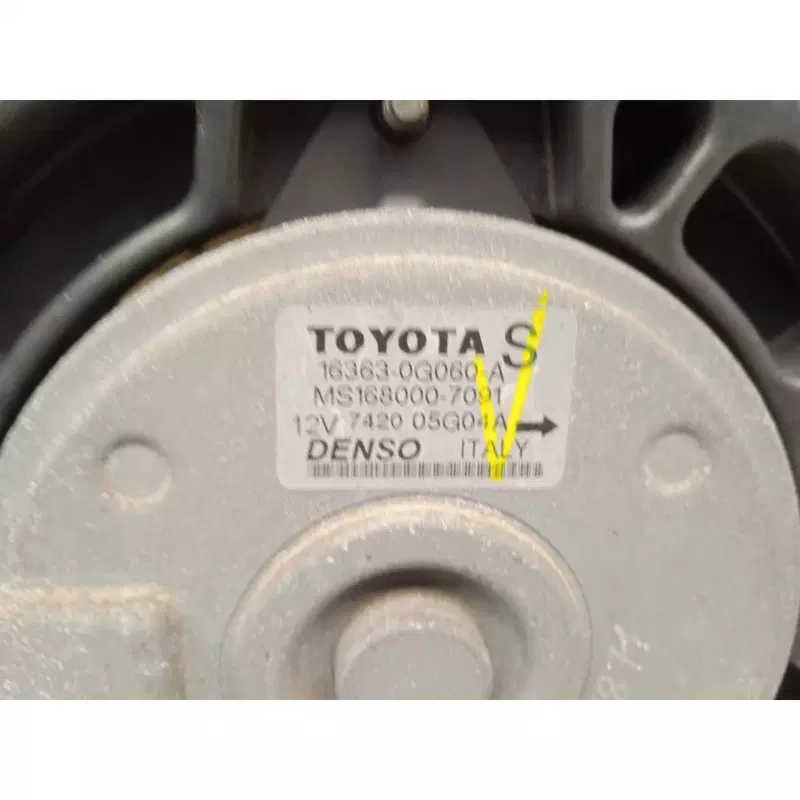 TOYOTA S
16363-0G060-A
MS168000-7091
12V 7420 05G04A
DENSO ITALY